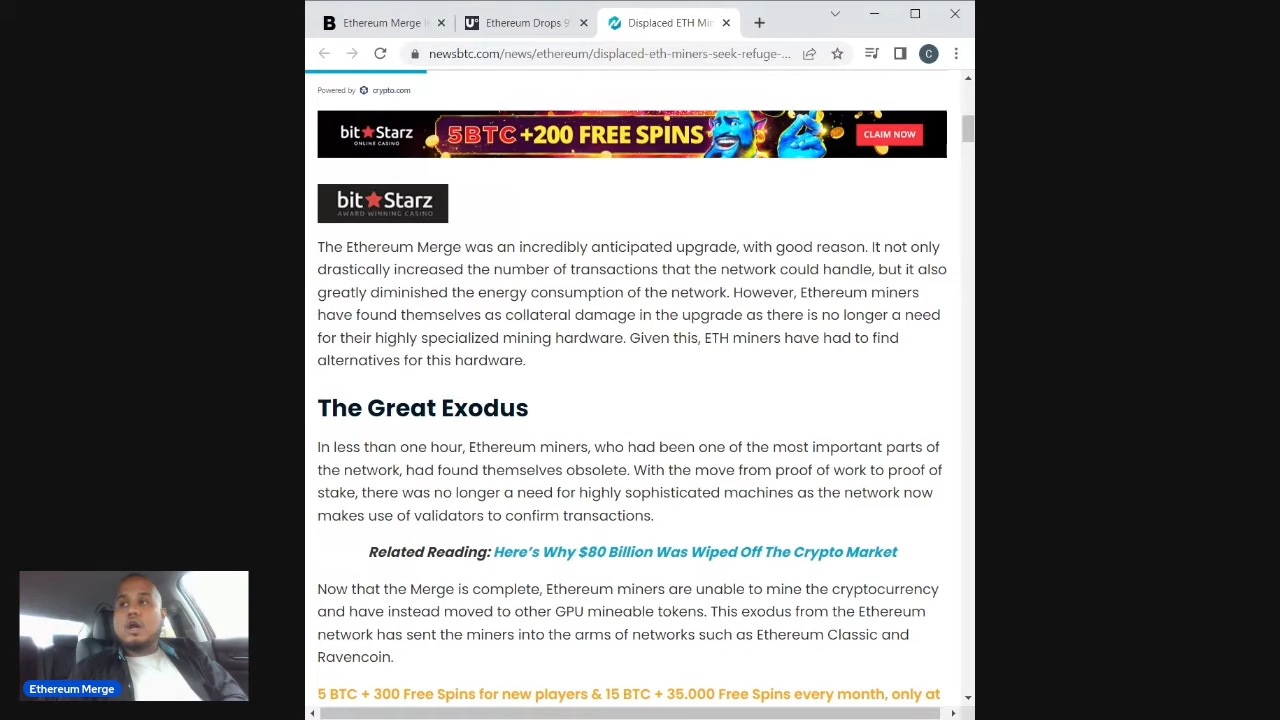 Ethereum Merge
Ethereum Drops 9
Displaced ETH Min
newsbtc.com/news/ethereum/displaced-eth-miners-seek-refuge-...
C
Powered by crypto.com
bit Starz
ONLINE CASINO
5BTC +200 FREE SPINS
CLAIM NOW
bit Starz
AWARD WINNING CASINO
The Ethereum Merge was an incredibly anticipated upgrade, with good reason. It not only
drastically increased the number of transactions that the network could handle, but it also
greatly diminished the energy consumption of the network. However, Ethereum miners
have found themselves as collateral damage in the upgrade as there is no longer a need
for their highly specialized mining hardware. Given this, ETH miners have had to find
alternatives for this hardware.
The Great Exodus
In less than one hour, Ethereum miners, who had been one of the most important parts of
the network, had found themselves obsolete. With the move from proof of work to proof of
stake, there was no longer a need for highly sophisticated machines as the network now
makes use of validators to confirm transactions.
Related Reading: Here's Why $80 Billion Was Wiped Off The Crypto Market
Now that the Merge is complete, Ethereum miners are unable to mine the cryptocurrency
and have instead moved to other GPU mineable tokens. This exodus from the Ethereum
network has sent the miners into the arms of networks such as Ethereum Classic and
Ravencoin.
5 BTC + 300 Free Spins for new players & 15 BTC + 35.000 Free Spins every month, only at
Ethereum Merge